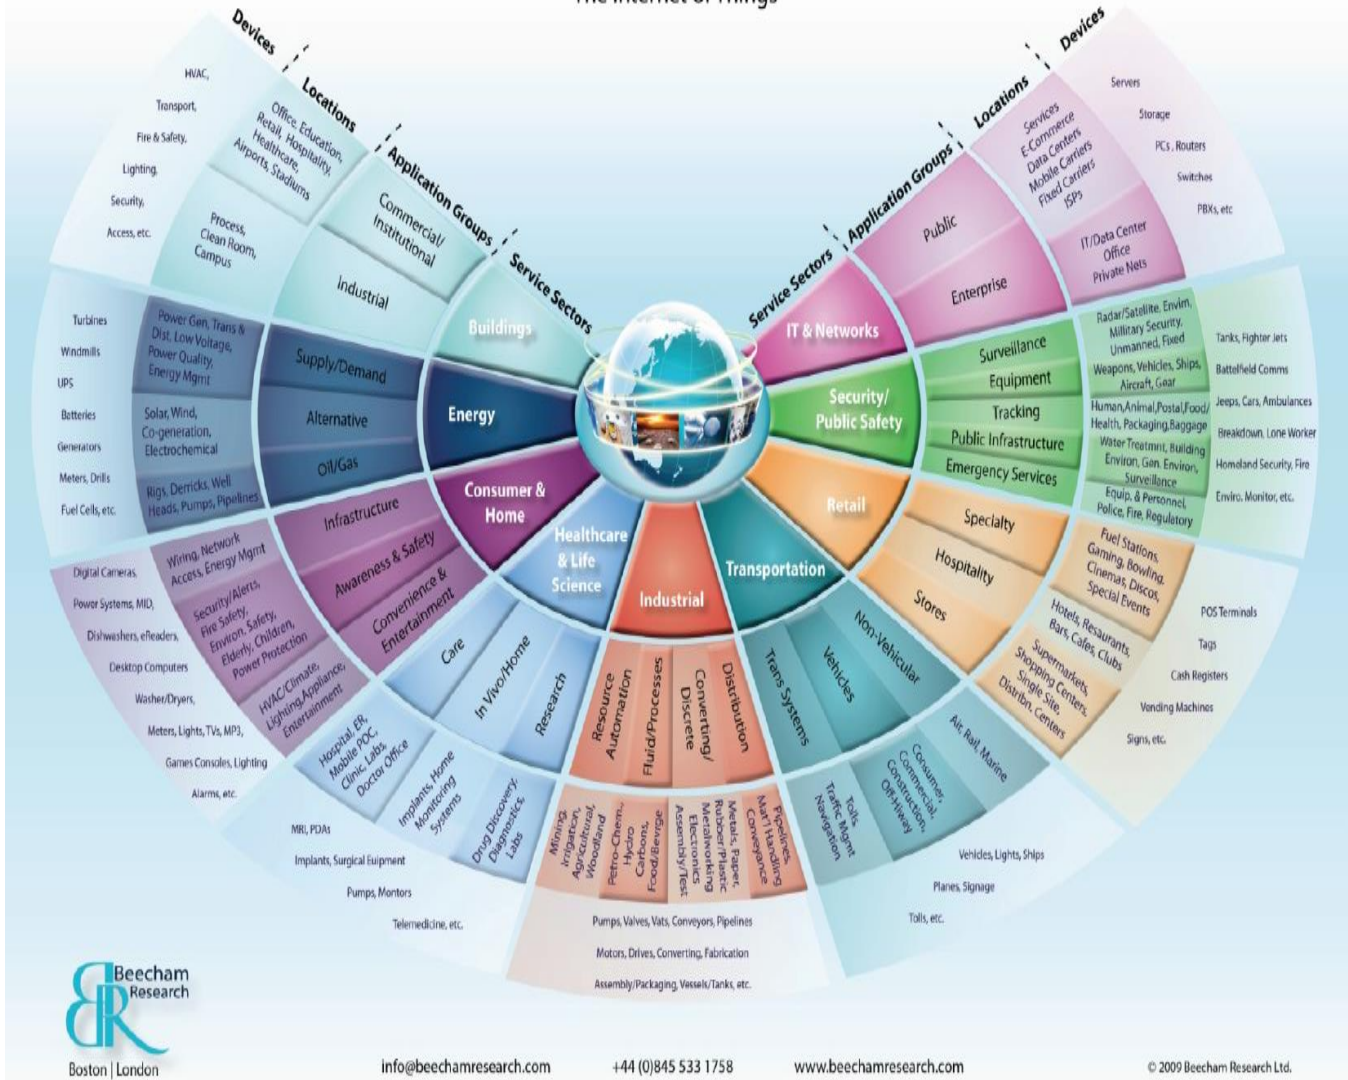 The Internet of Things
Devices
Locations
Application Groups
Service Sectors
Service Sectors
Application Groups
Locations
Devices
Buildings
Commercial/
Institutional
Industrial
Office, Education,
Retail, Hospitality,
Healthcare,
Airports, Stadiums
Process,
Clean Room,
Campus
HVAC,
Transport,
Fire & Safety,
Lighting,
Security,
Access, etc.
Energy
Supply/Demand
Alternative
Oil/Gas
Power Gen, Trans &
Dist, Low Voltage,
Power Quality,
Energy Mgmt
Solar, Wind,
Co-generation,
Electrochemical
Rigs, Derricks, Well
Heads, Pumps, Pipelines
Turbines
Windmills
UPS
Batteries
Generators
Meters, Drills
Fuel Cells, etc.
Consumer &
Home
Infrastructure
Awareness & Safety
Convenience &
Entertainment
Wiring, Network
Access, Energy Mgmt
Security/Alerts,
Fire Safety,
Environ. Safety,
Elderly, Children,
Power Protection
HVAC/Climate,
Lighting,Appliance,
Entertainment
Digital Cameras,
Power Systems, MID,
Dishwashers, eReaders,
Desktop Computers
Washer/Dryers,
Meters, Lights, TVs, MP3,
Games Consoles, Lighting
Alarms, etc.
Healthcare
& Life
Science
Care
In Vivo/Home
Research
Hospital, ER,
Mobile POC,
Clinic, Labs,
Doctor Office
Implants, Home
Monitoring
Systems
Drug Discovery,
Diagnostics,
Labs
MRI, PDAs
Implants, Surgical Euipment
Pumps, Montors
Telemedicine, etc.
Industrial
Resource
Automation
Fluid/Processes
Converting/
Discrete
Distribution
Mining,
Irrigation,
Agricultural,
Woodland
Petro-Chem.,
Hydro
Carbons,
Food/Bevrge
Metals, Paper,
Rubber/Plastic
Metalworking
Electronics
Assembly/Test
Pipelines,
Mat'l Handling
Conveyance
Pumps, Valves, Vats, Conveyors, Pipelines
Motors, Drives, Converting, Fabrication
Assembly/Packaging, Vessels/Tanks, etc.
Transportation
Trans Systems
Vehicles
Non-Vehicular
Tolls
Traffic Mgmt
Navigation
Consumer,
Commercial,
Construction,
Off-Hiway
Air, Rail, Marine
Vehicles, Lights, Ships
Planes, Signage
Tolls, etc.
Retail
Specialty
Hospitality
Stores
Fuel Stations,
Gaming, Bowling,
Cinemas, Discos,
Special Events
Hotels, Resaurants,
Bars, Cafes, Clubs
Supermarkets,
Shopping Centers,
Single Site,
Distribn. Centers
POS Terminals
Tags
Cash Registers
Vending Machines
Signs, etc.
Security/
Public Safety
Surveillance
Equipment
Tracking
Public Infrastructure
Emergency Services
Radar/Satellite, Envirn,
Millitary Security,
Unmanned, Fixed
Weapons, Vehicles, Ships,
Aircraft, Gear
Human,Animal,Postal,Food/
Health, Packaging,Baggage
Water Treatmnt, Building
Environ, Gen. Environ,
Surveillance
Equip. & Personnel,
Police, Fire, Regulatory
Tanks, Fighter Jets
Battelfield Comms
Jeeps, Cars, Ambulances
Breakdown, Lone Worker
Homeland Security, Fire
Enviro. Monitor, etc.
IT & Networks
Public
Enterprise
Services
E-Commerce
Data Centers
Mobile Carriers
Fixed Carriers
ISPs
IT/Data Center
Office
Private Nets
Servers
Storage
PCs, Routers
Switches
PBXs, etc
BR
Beecham
Research
Boston | London
info@beechamresearch.com
+44 (0)845 533 1758
www.beechamresearch.com
© 2009 Beecham Research Ltd.